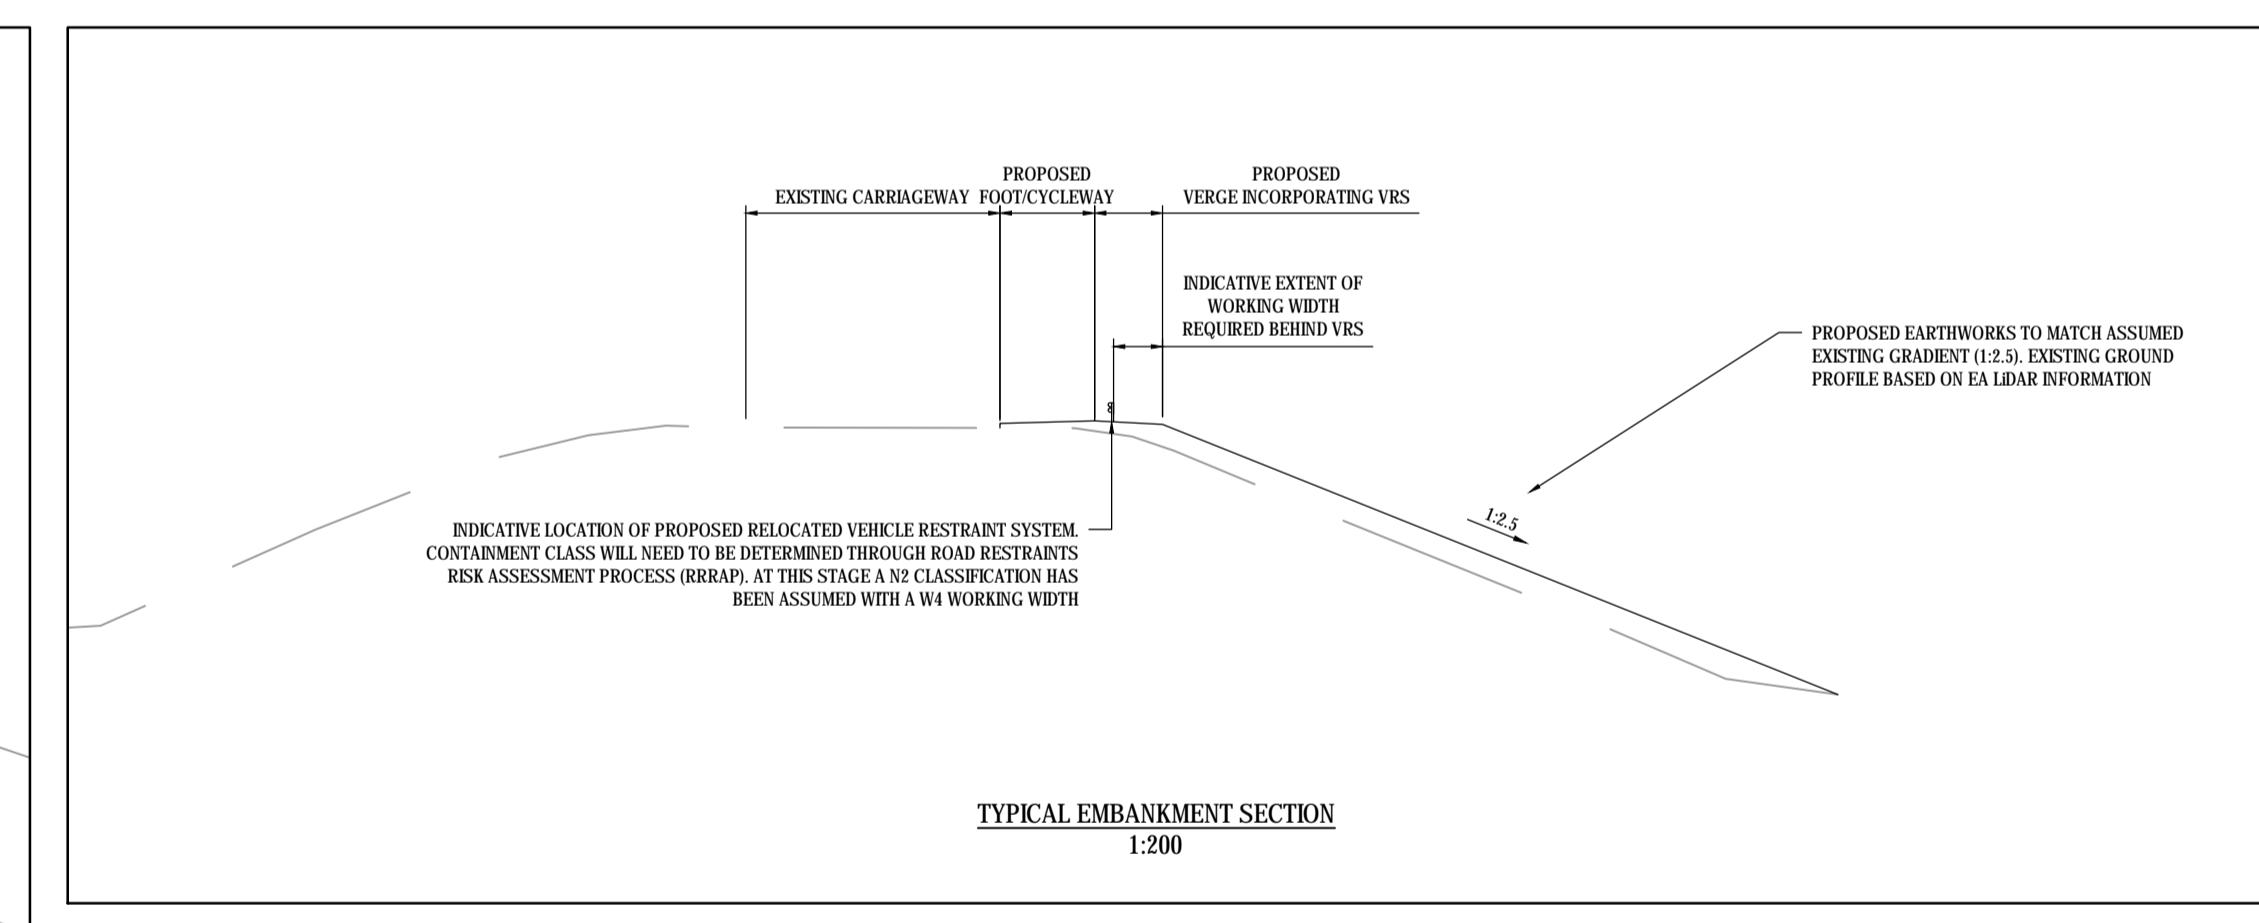 EXISTING CARRIAGEWAY
PROPOSED
FOOT/CYCLEWAY
PROPOSED
VERGE INCORPORATING VRS
INDICATIVE EXTENT OF
WORKING WIDTH
REQUIRED BEHIND VRS
PROPOSED EARTHWORKS TO MATCH ASSUMED
EXISTING GRADIENT (1:2.5). EXISTING GROUND
PROFILE BASED ON EA LiDAR INFORMATION
1:2.5
INDICATIVE LOCATION OF PROPOSED RELOCATED VEHICLE RESTRAINT SYSTEM.
CONTAINMENT CLASS WILL NEED TO BE DETERMINED THROUGH ROAD RESTRAINTS
RISK ASSESSMENT PROCESS (RRRAP). AT THIS STAGE A N2 CLASSIFICATION HAS
BEEN ASSUMED WITH A W4 WORKING WIDTH
TYPICAL EMBANKMENT SECTION
1:200